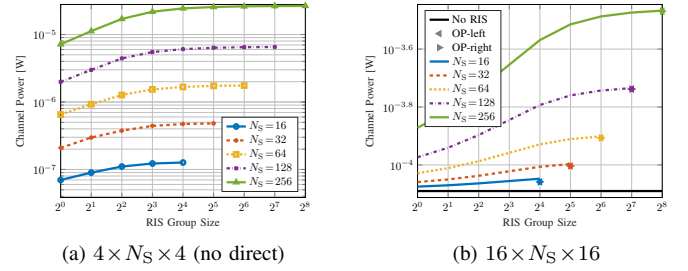 Channel Power [W]
10⁻⁵
10⁻⁶
10⁻⁷
N_S = 16
N_S = 32
N_S = 64
N_S = 128
N_S = 256
2⁰ 2¹ 2² 2³ 2⁴ 2⁵ 2⁶ 2⁷ 2⁸
RIS Group Size
(a) 4 × N_S × 4 (no direct)
Channel Power [W]
10⁻³·⁶
10⁻³·⁸
10⁻⁴
No RIS
OP-left
OP-right
N_S = 16
N_S = 32
N_S = 64
N_S = 128
N_S = 256
2⁰ 2¹ 2² 2³ 2⁴ 2⁵ 2⁶ 2⁷ 2⁸
RIS Group Size
(b) 16 × N_S × 16